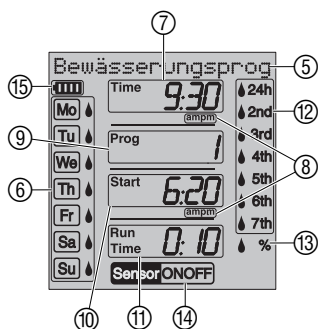 ⑦
Bewässerungsprog ⑤
⑮ Time 9:30 24h
Mo ampm 2nd ⑫
Tu Prog 1 3rd
⑨ We 4th ⑧
⑥ Th Start 6:20 5th
Fr ampm 6th
Sa Run Time 0:10 7th
Su % ⑬
Sensor ON OFF
⑩ ⑪ ⑭